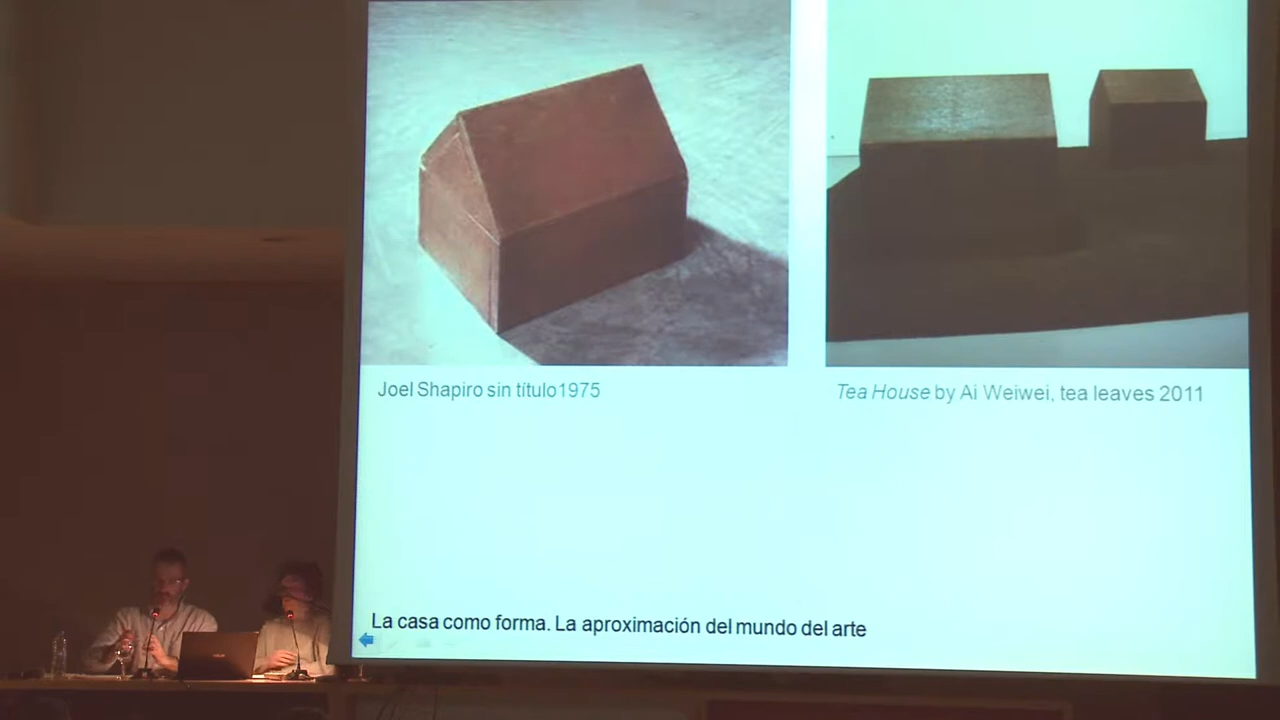 Joel Shapiro sin título1975
Tea House by Ai Weiwei, tea leaves 2011
La casa como forma. La aproximación del mundo del arte